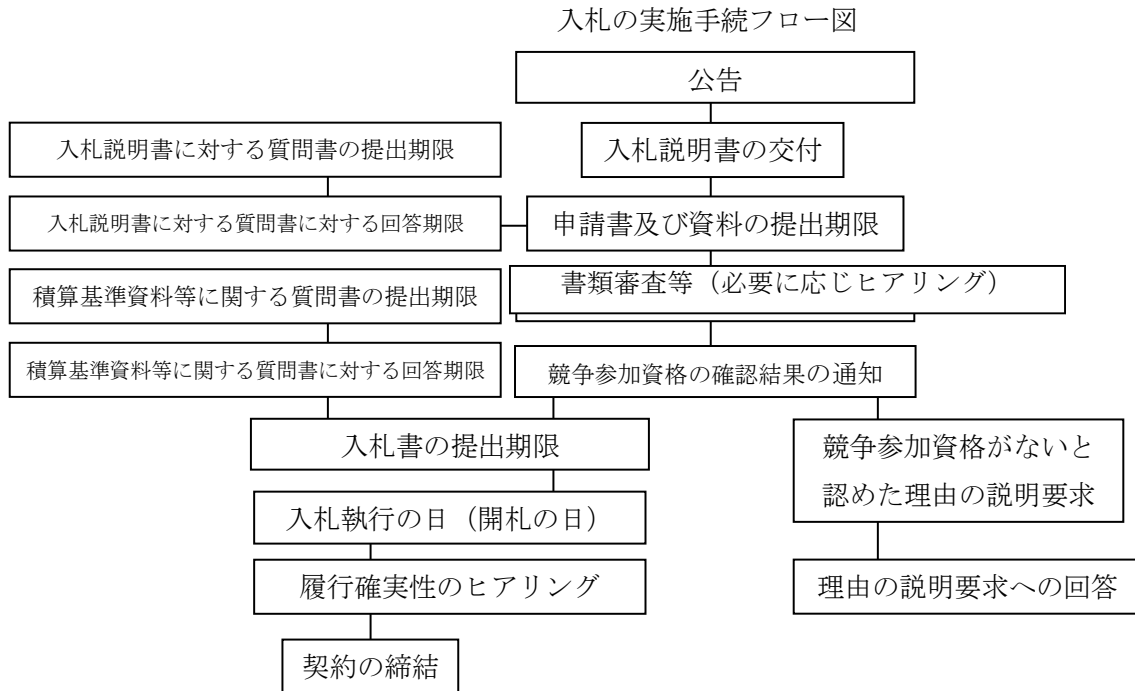 入札の実施手続フロー図
公告
入札説明書に対する質問書の提出期限
入札説明書の交付
入札説明書に対する質問書に対する回答期限
申請書及び資料の提出期限
積算基準資料等に関する質問書の提出期限
書類審査等（必要に応じヒアリング）
積算基準資料等に関する質問書に対する回答期限
競争参加資格の確認結果の通知
入札書の提出期限
競争参加資格がないと
認めた理由の説明要求
入札執行の日（開札の日）
履行確実性のヒアリング
理由の説明要求への回答
契約の締結